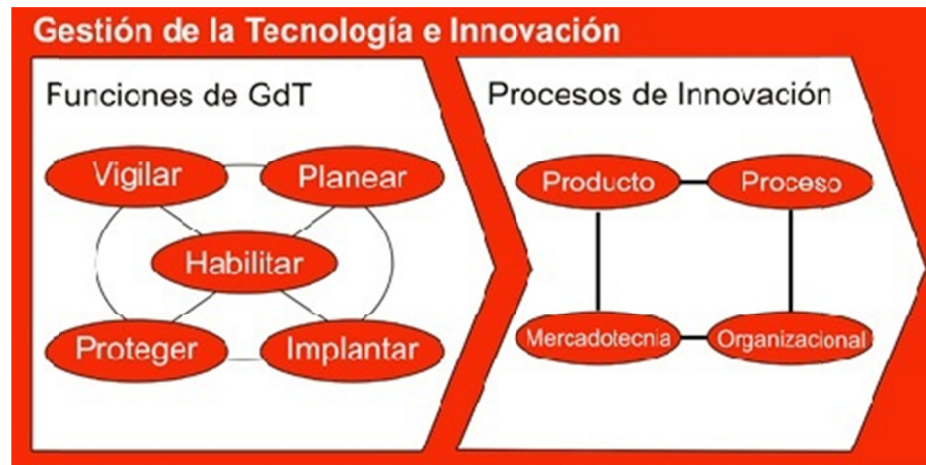 Gestión de la Tecnología e Innovación
Funciones de GdT
Vigilar
Planear
Habilitar
Proteger
Implantar
Procesos de Innovación
Producto
Proceso
Mercadotecnia
Organizacional